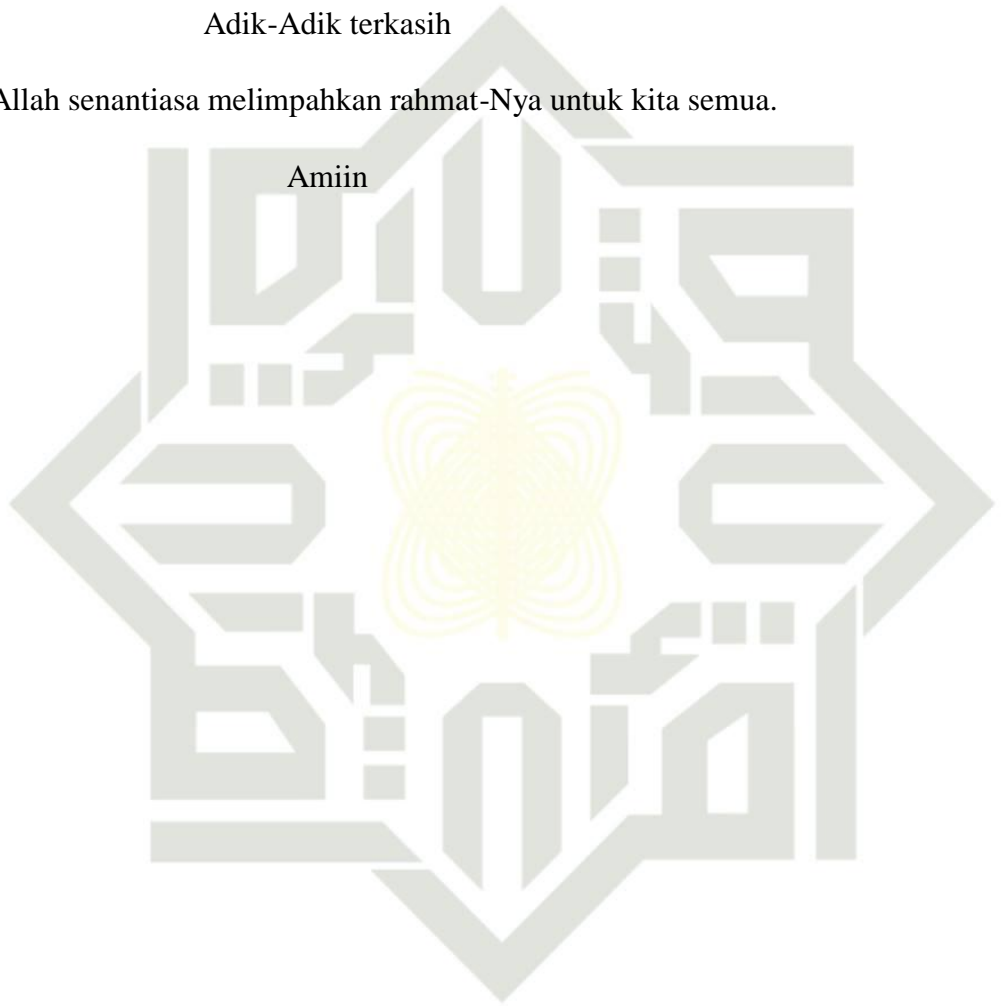 Adik-Adik terkasih
Allah senantiasa melimpahkan rahmat-Nya untuk kita semua.
Amiin